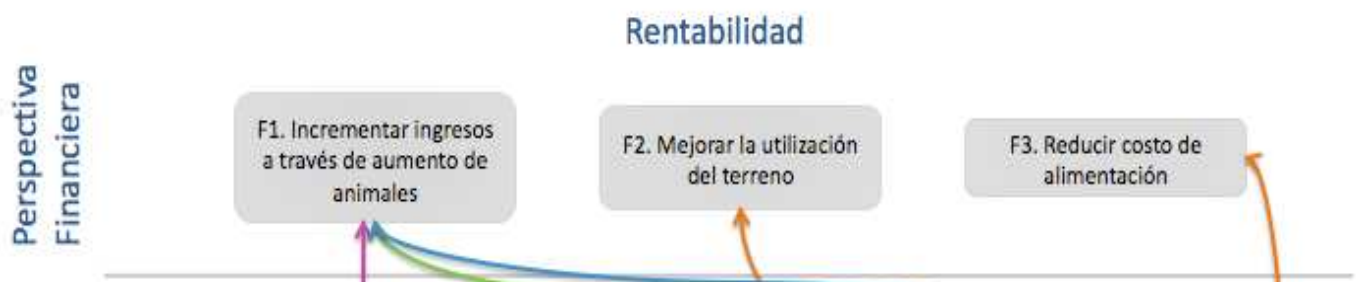 Rentabilidad
Perspectiva
Financiera
F1. Incrementar ingresos
a través de aumento de
animales
F2. Mejorar la utilización
del terreno
F3. Reducir costo de
alimentación